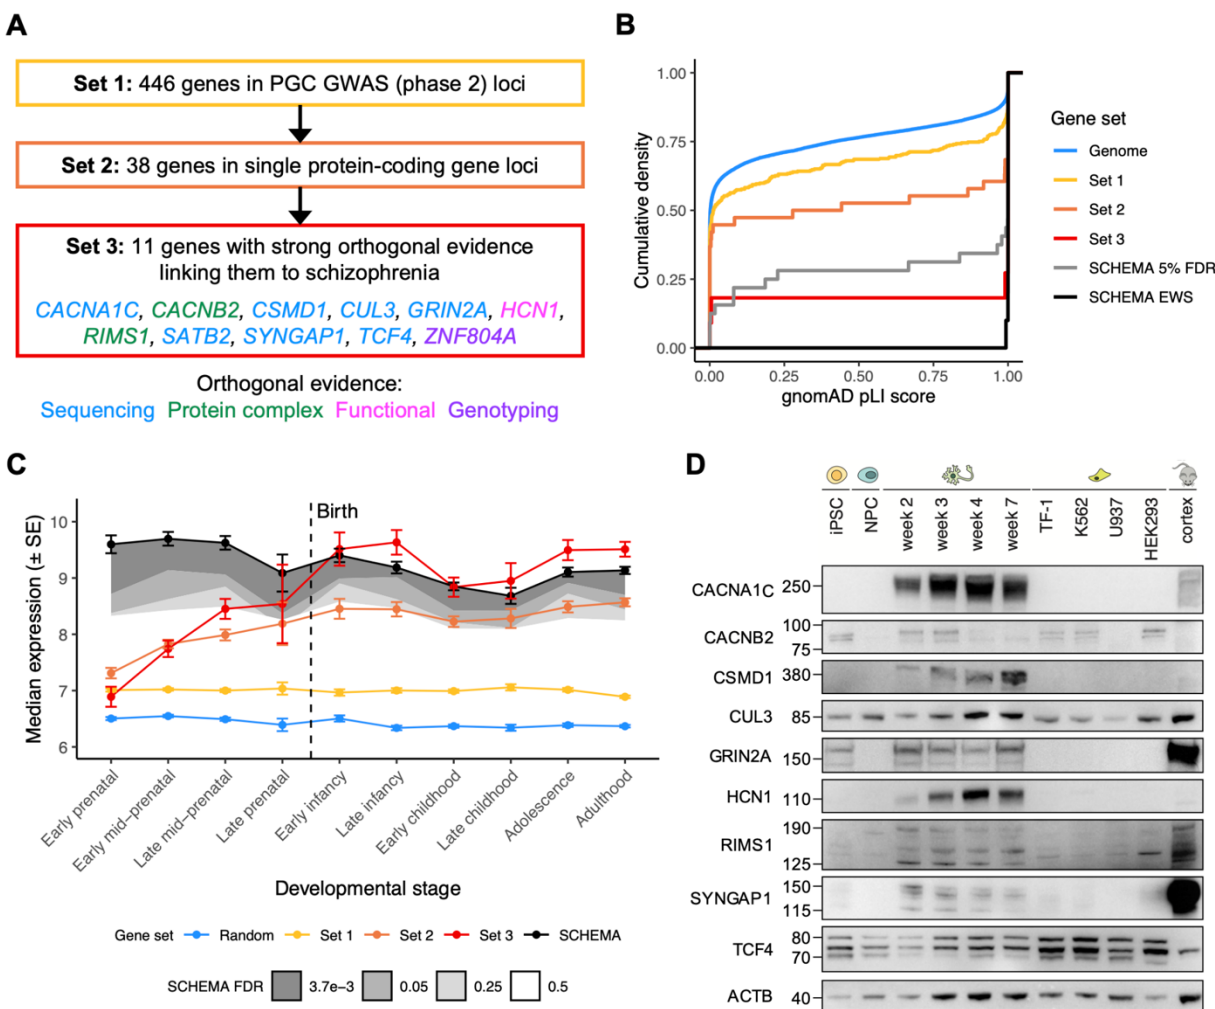 A
Set 1: 446 genes in PGC GWAS (phase 2) loci
Set 2: 38 genes in single protein-coding gene loci
Set 3: 11 genes with strong orthogonal evidence
linking them to schizophrenia
CACNA1C, CACNB2, CSMD1, CUL3, GRIN2A, HCN1,
RIMS1, SATB2, SYNGAP1, TCF4, ZNF804A
Orthogonal evidence:
Sequencing Protein complex Functional Genotyping
B
Cumulative density
1.00
0.75
0.50
0.25
0.00
0.00 0.25 0.50 0.75 1.00
gnomAD pLI score
Gene set
Genome
Set 1
Set 2
Set 3
SCHEMA 5% FDR
SCHEMA EWS
C
Median expression (± SE)
10
9
8
7
6
Birth
Early prenatal
Early mid–prenatal
Late mid–prenatal
Late prenatal
Early infancy
Late infancy
Early childhood
Late childhood
Adolescence
Adulthood
Developmental stage
Gene set Random Set 1 Set 2 Set 3 SCHEMA
SCHEMA FDR 3.7e–3 0.05 0.25 0.5
D
iPSC
NPC
week 2
week 3
week 4
week 7
TF-1
K562
U937
HEK293
cortex
CACNA1C 250
CACNB2 100
75
CSMD1 380
CUL3 85
GRIN2A 150
HCN1 110
RIMS1 190
125
SYNGAP1 150
115
TCF4 80
70
ACTB 40